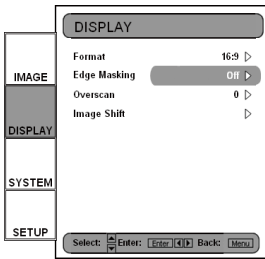 DISPLAY
Format 16:9
IMAGE
Edge Masking Off
Overscan 0
Image Shift
DISPLAY
SYSTEM
SETUP
Select: Enter: Enter Back: Menu